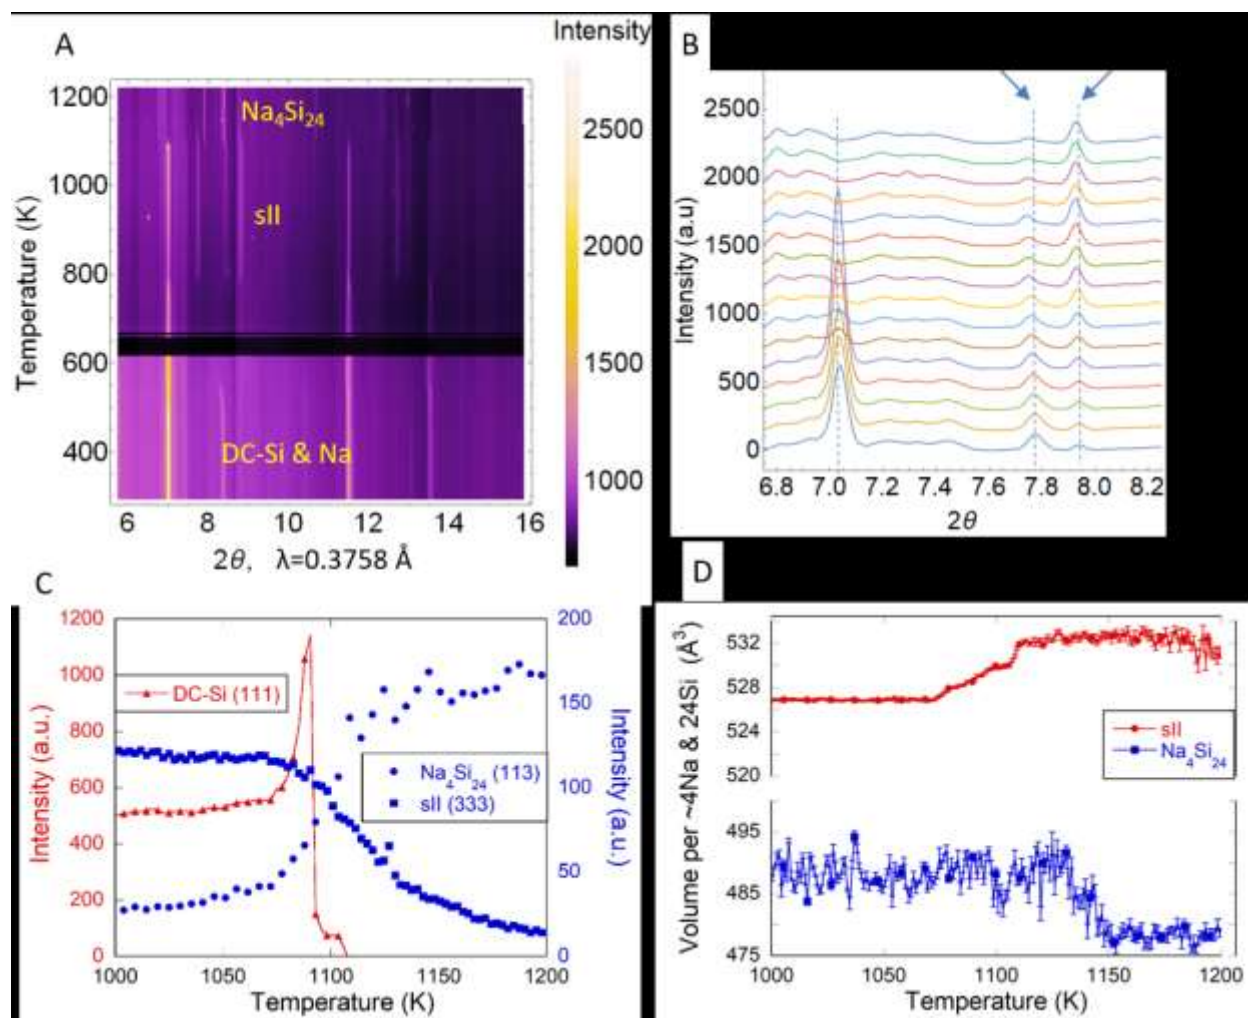 A
Intensity
1200
1000
800
600
400
Temperature (K)
Na₄Si₂₄
sII
DC-Si & Na
6 8 10 12 14 16
2θ, λ=0.3758 Å
2500
2000
1500
1000
B
2500
2000
1500
1000
500
0
Intensity (a.u)
6.8 7.0 7.2 7.4 7.6 7.8 8.0 8.2
2θ
C
1200
1000
800
600
400
200
0
Intensity (a.u.)
DC-Si (111)
Na₄Si₂₄ (113)
sII (333)
200
150
100
50
0
Intensity (a.u.)
1000 1050 1100 1150 1200
Temperature (K)
D
532
528
524
520
495
485
475
Volume per ~4Na & 24Si (Å³)
sII
Na₄Si₂₄
1000 1050 1100 1150 1200
Temperature (K)